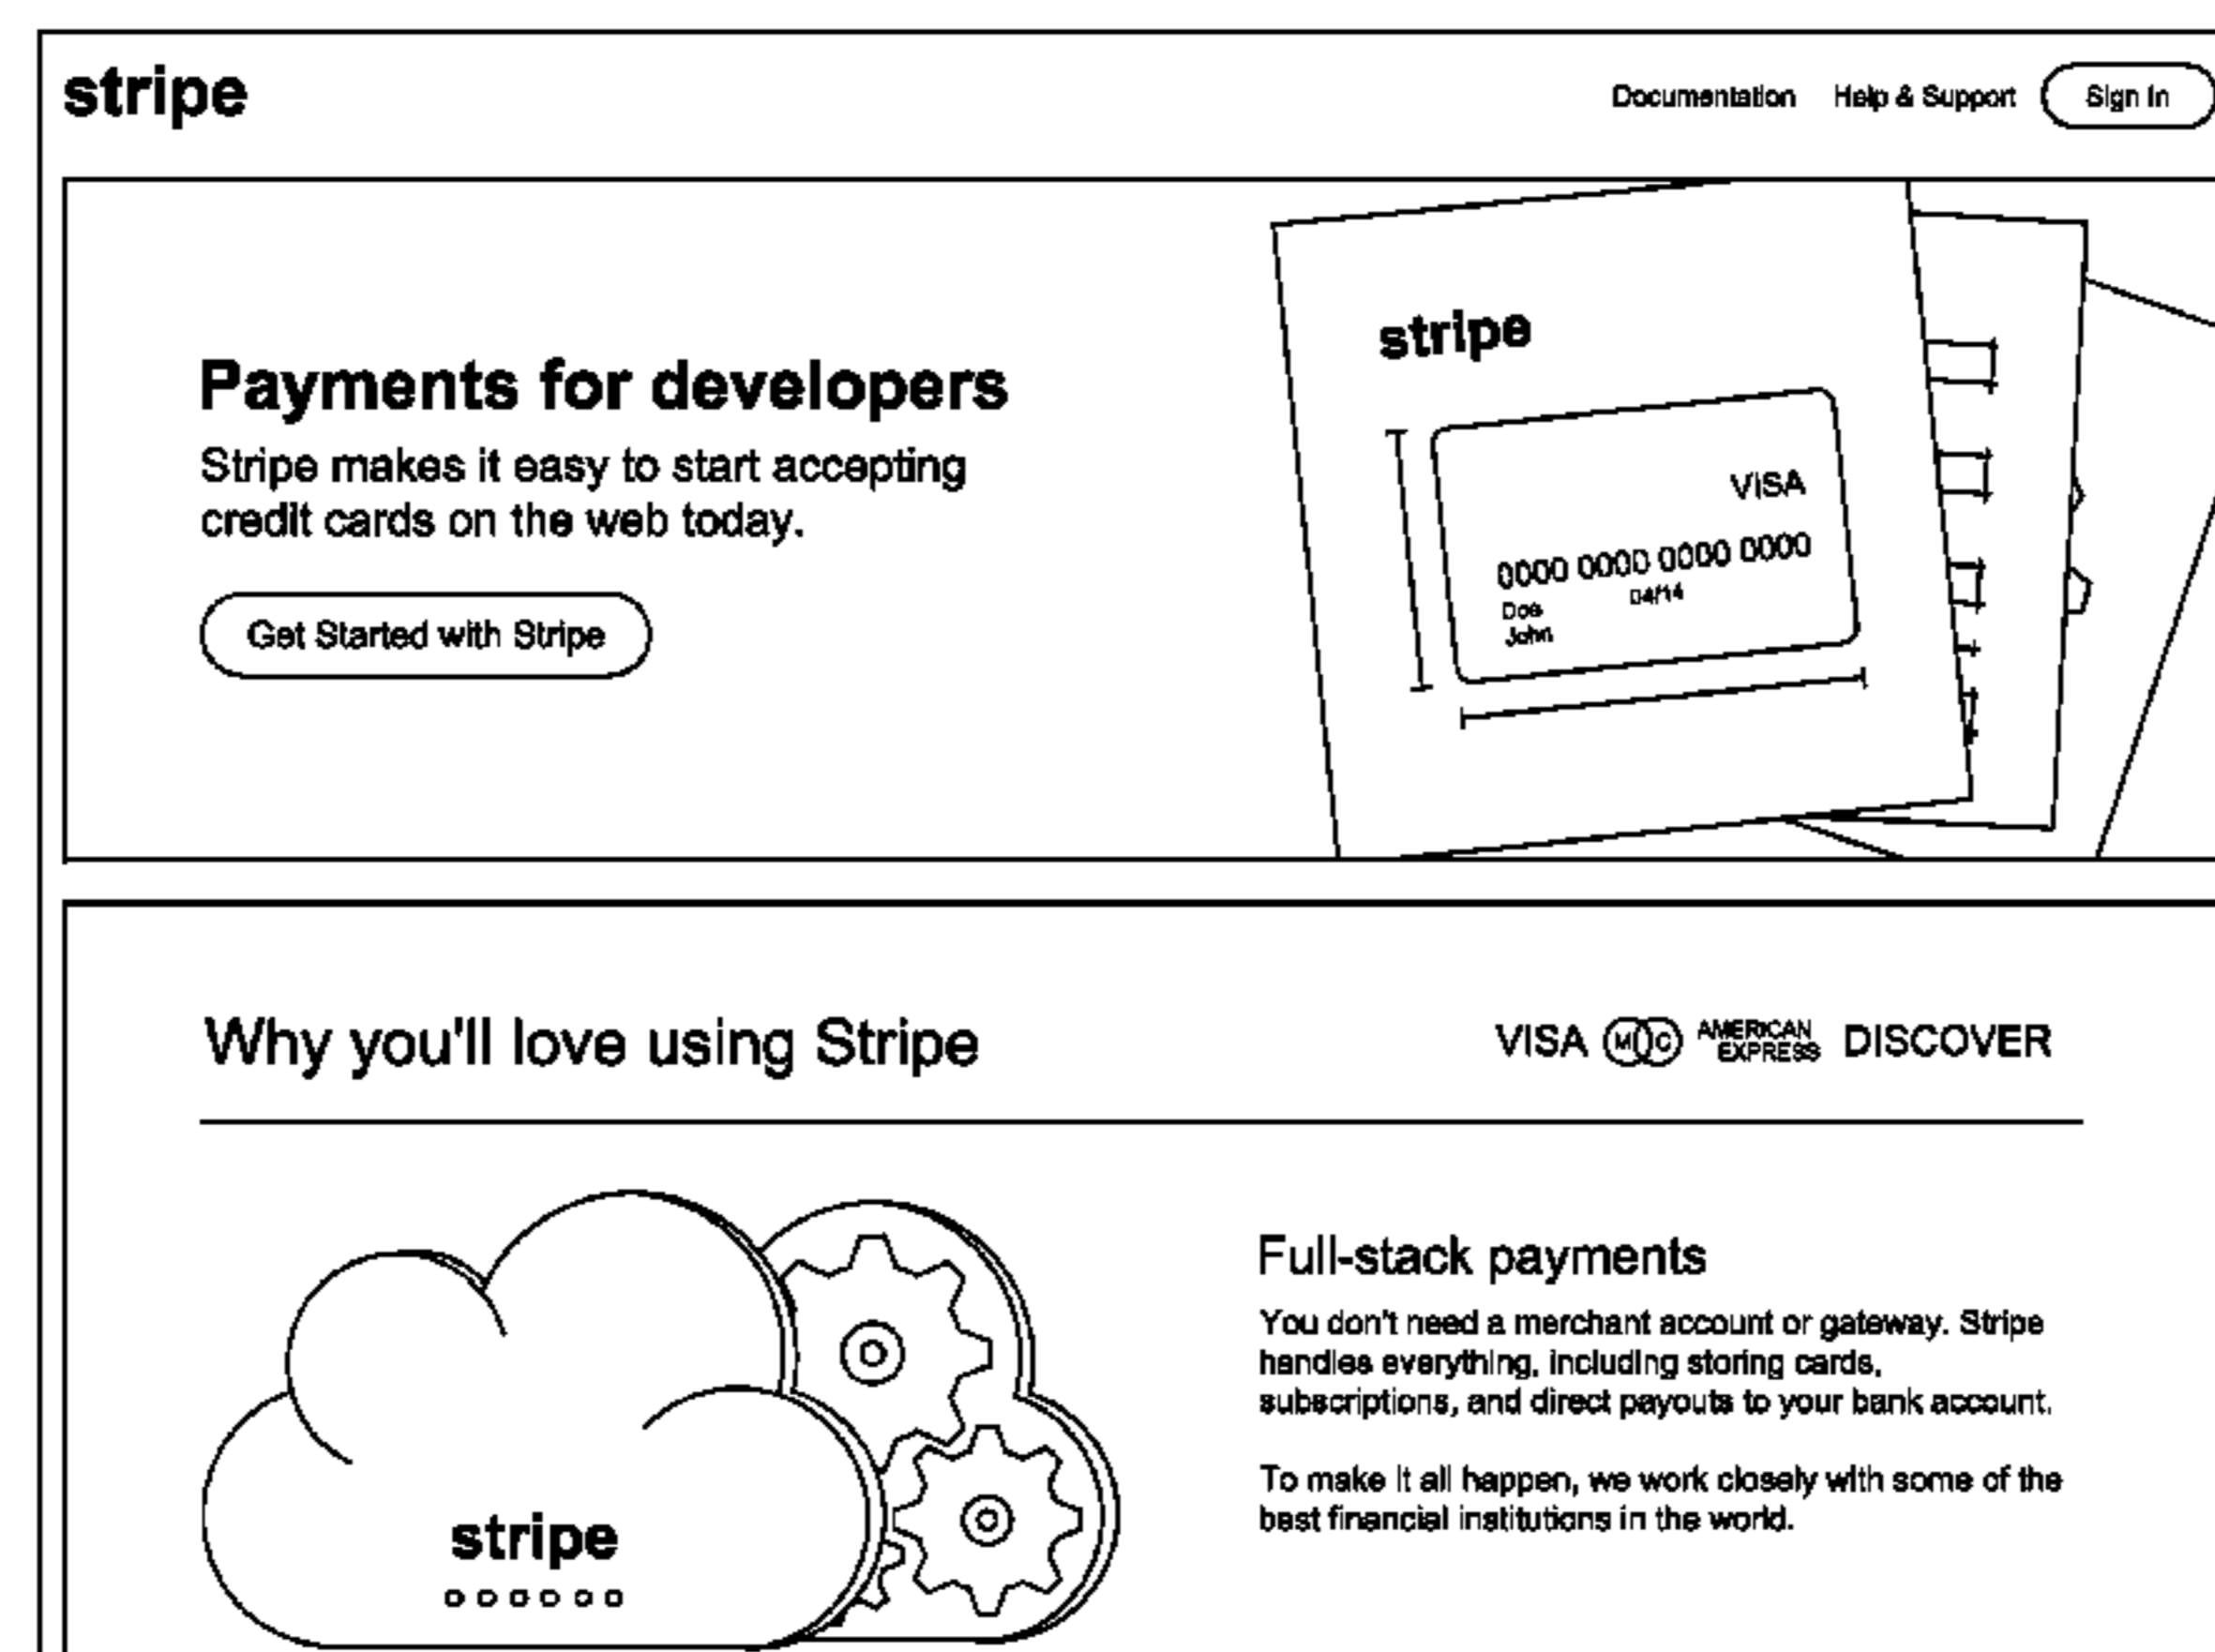 stripe
Documentation Help & Support Sign In
stripe
Payments for developers
Stripe makes it easy to start accepting
credit cards on the web today.
Get Started with Stripe
VISA
0000 0000 0000 0000
Doe 04/14
John
Why you'll love using Stripe
VISA MC AMERICAN EXPRESS DISCOVER
Full-stack payments
You don't need a merchant account or gateway. Stripe
handles everything, including storing cards,
subscriptions, and direct payouts to your bank account.
To make it all happen, we work closely with some of the
best financial institutions in the world.
stripe